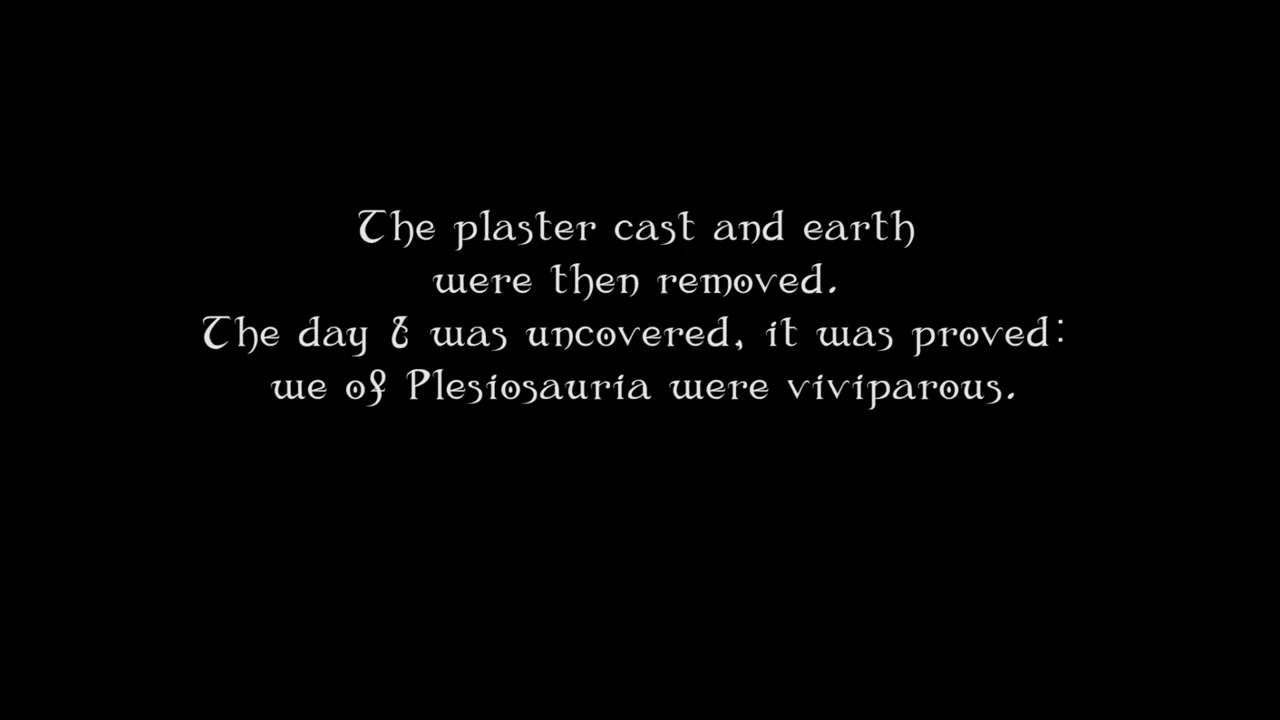 The plaster cast and earth
were then removed.
The day I was uncovered, it was proved:
we of Plesiosauria were viviparous.